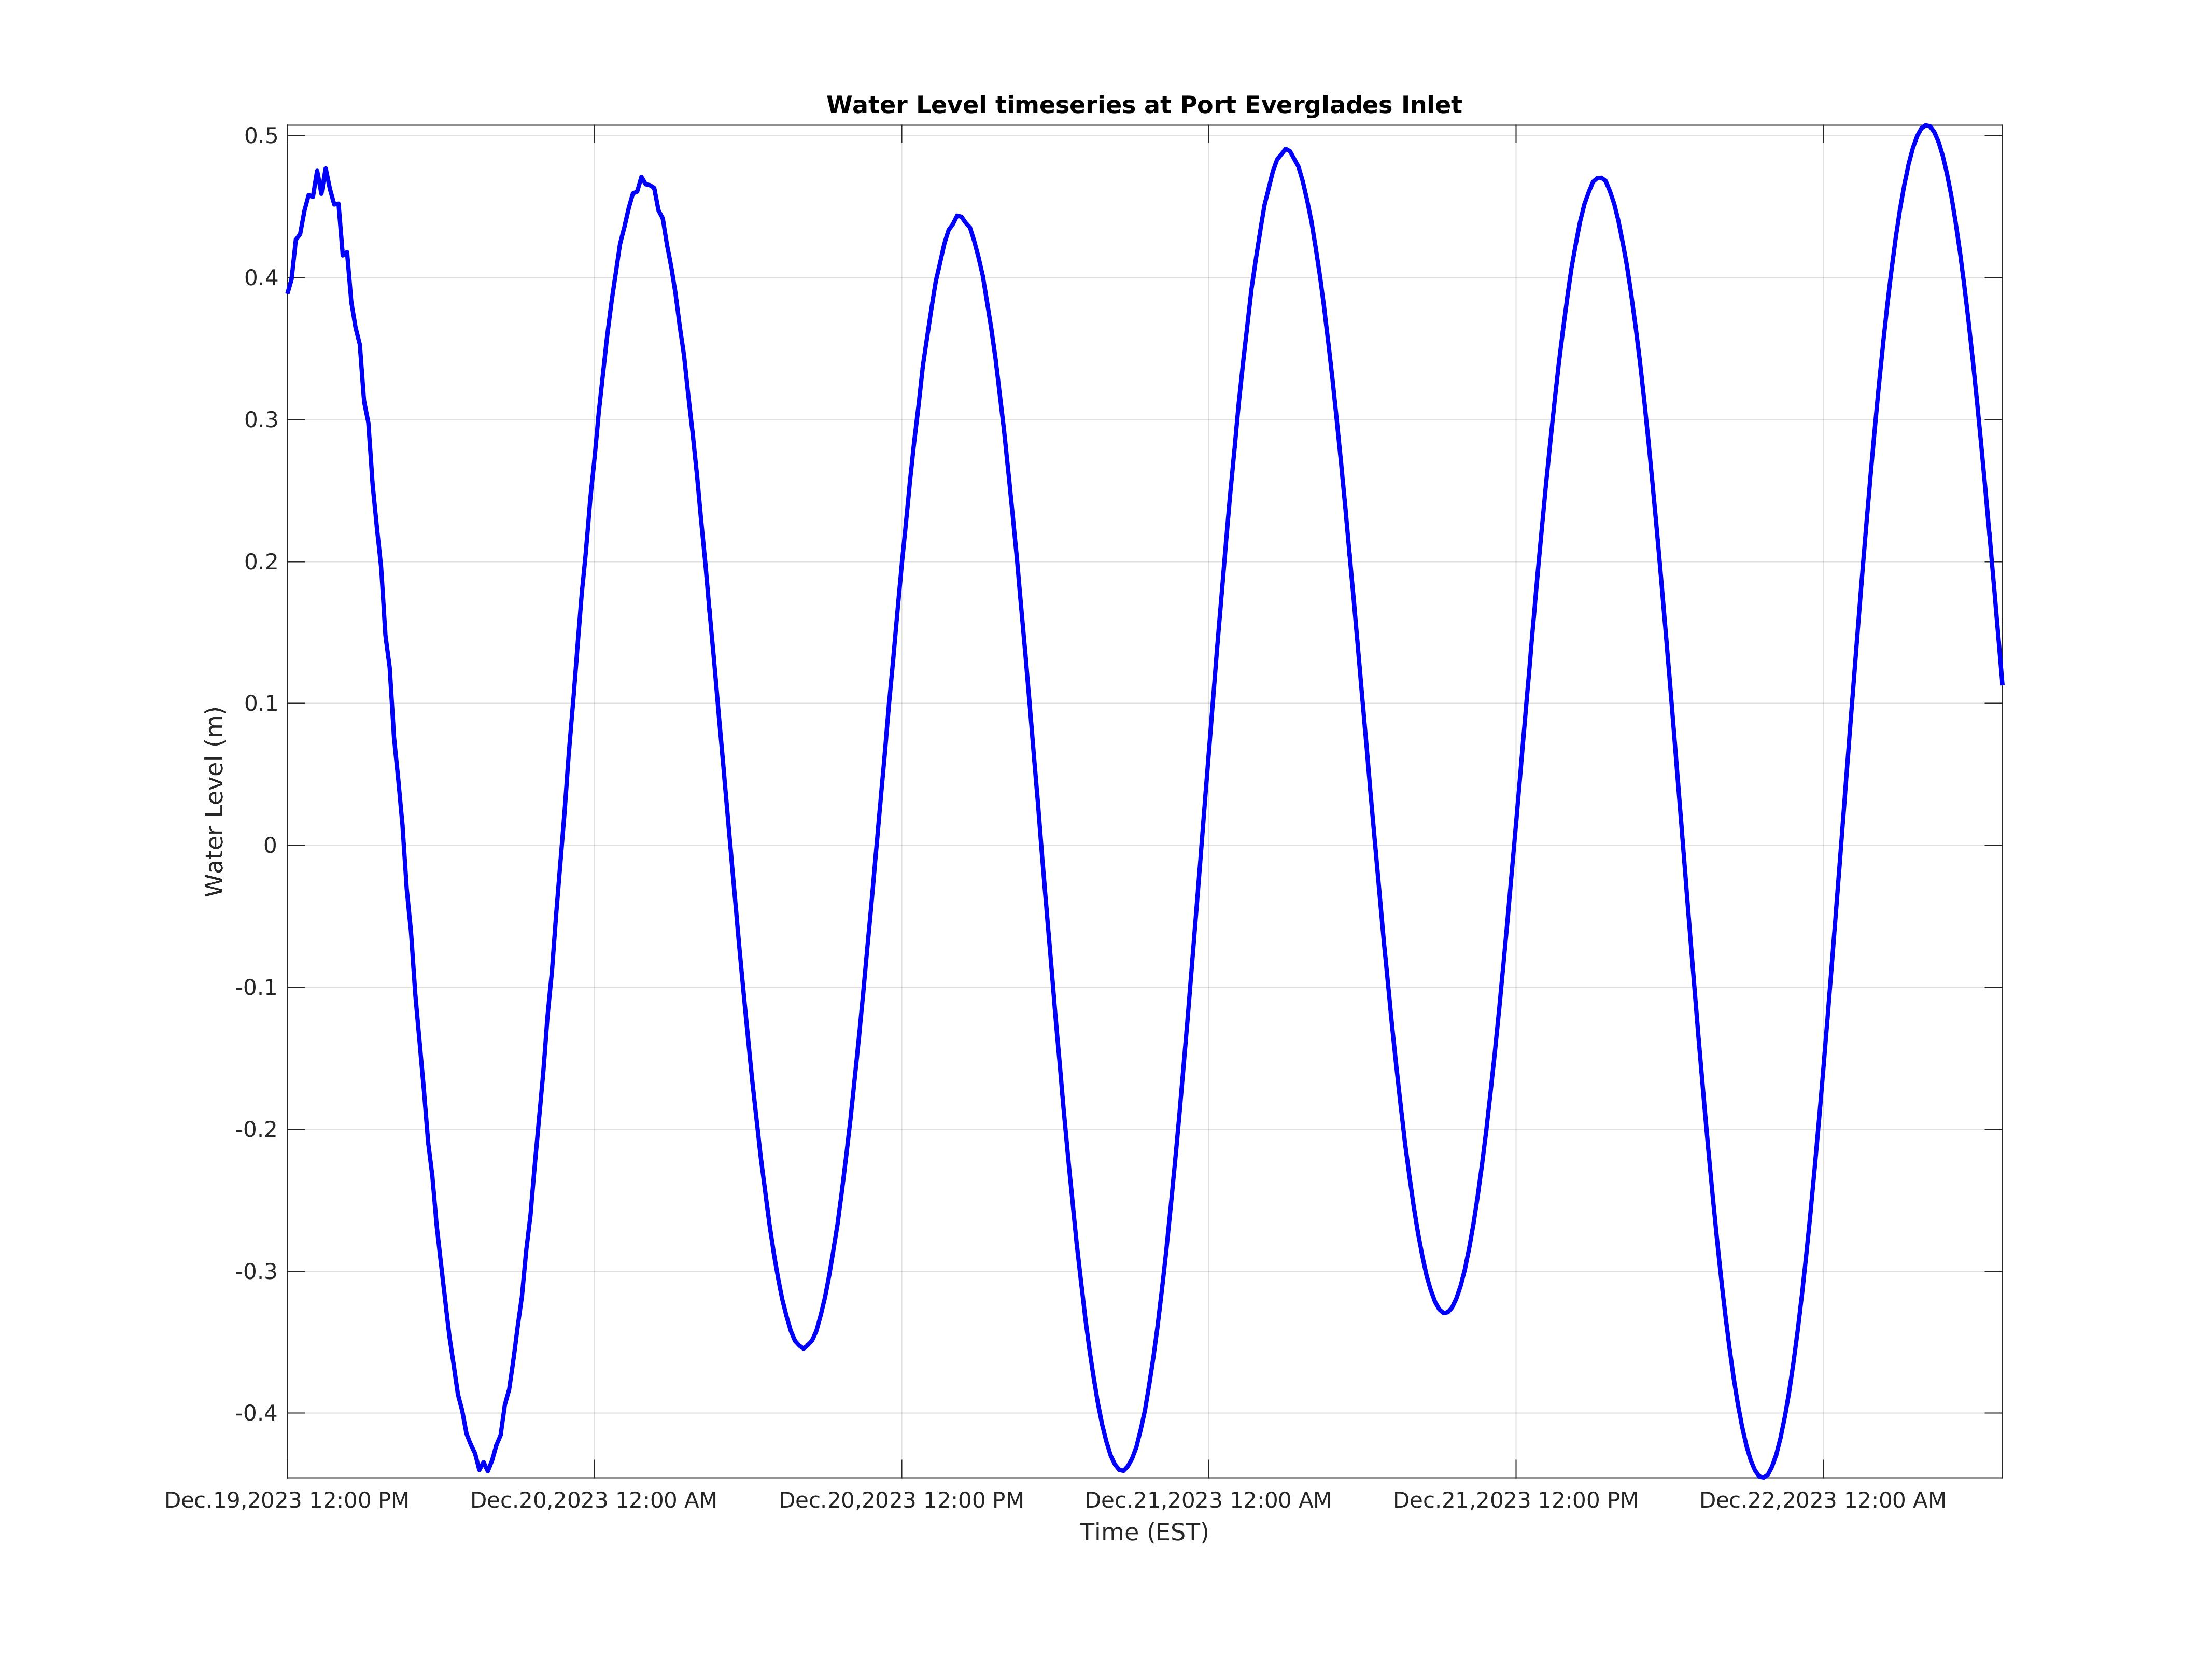 Water Level timeseries at Port Everglades Inlet
0.5
0.4
0.3
0.2
0.1
0
-0.1
-0.2
-0.3
-0.4
Water Level (m)
Dec.19,2023 12:00 PM Dec.20,2023 12:00 AM Dec.20,2023 12:00 PM Dec.21,2023 12:00 AM Dec.21,2023 12:00 PM Dec.22,2023 12:00 AM
Time (EST)